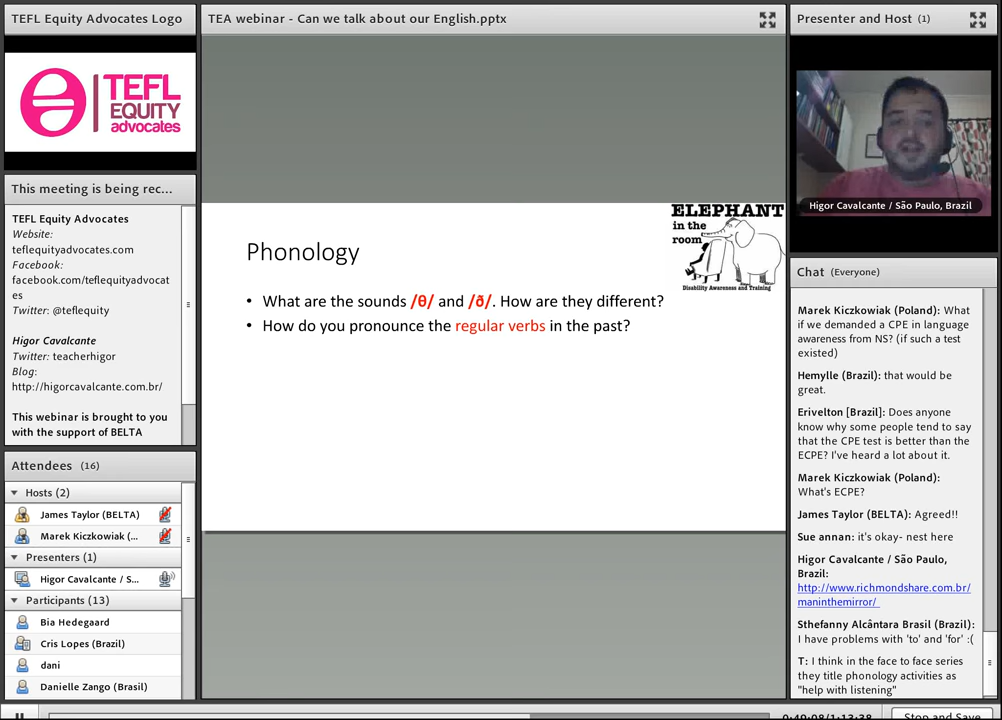 TEFL Equity Advocates Logo
TEFL
EQUITY
advocates
This meeting is being rec...
TEFL Equity Advocates
Website:
teflequityadvocates.com
Facebook:
facebook.com/teflequityadvocat
es
Twitter: @teflequity
Higor Cavalcante
Twitter: teacherhigor
Blog:
http://higorcavalcante.com.br/
This webinar is brought to you
with the support of BELTA
Attendees (16)
Hosts (2)
James Taylor (BELTA)
Marek Kiczkowiak (...
Presenters (1)
Higor Cavalcante / S...
Participants (13)
Bia Hedegaard
Cris Lopes (Brazil)
dani
Danielle Zango (Brasil)
TEA webinar - Can we talk about our English.pptx
ELEPHANT
in the
room
Disability Awareness and Training
Phonology
• What are the sounds /θ/ and /ð/. How are they different?
• How do you pronounce the regular verbs in the past?
Presenter and Host (1)
Higor Cavalcante / São Paulo, Brazil
Chat (Everyone)
Marek Kiczkowiak (Poland): What
if we demanded a CPE in language
awareness from NS? (if such a test
existed)
Hemylle (Brazil): that would be
great.
Erivelton [Brazil]: Does anyone
know why some people tend to say
that the CPE test is better than the
ECPE? I've heard a lot about it.
Marek Kiczkowiak (Poland):
What's ECPE?
James Taylor (BELTA): Agreed!!
Sue annan: it's okay- nest here
Higor Cavalcante / São Paulo,
Brazil:
http://www.richmondshare.com.br/
maninthemirror/
Sthefanny Alcântara Brasil (Brazil):
I have problems with 'to' and 'for' :(
T: I think in the face to face series
they title phonology activities as
"help with listening"
0:49:08/1:13:38
Stop and Save